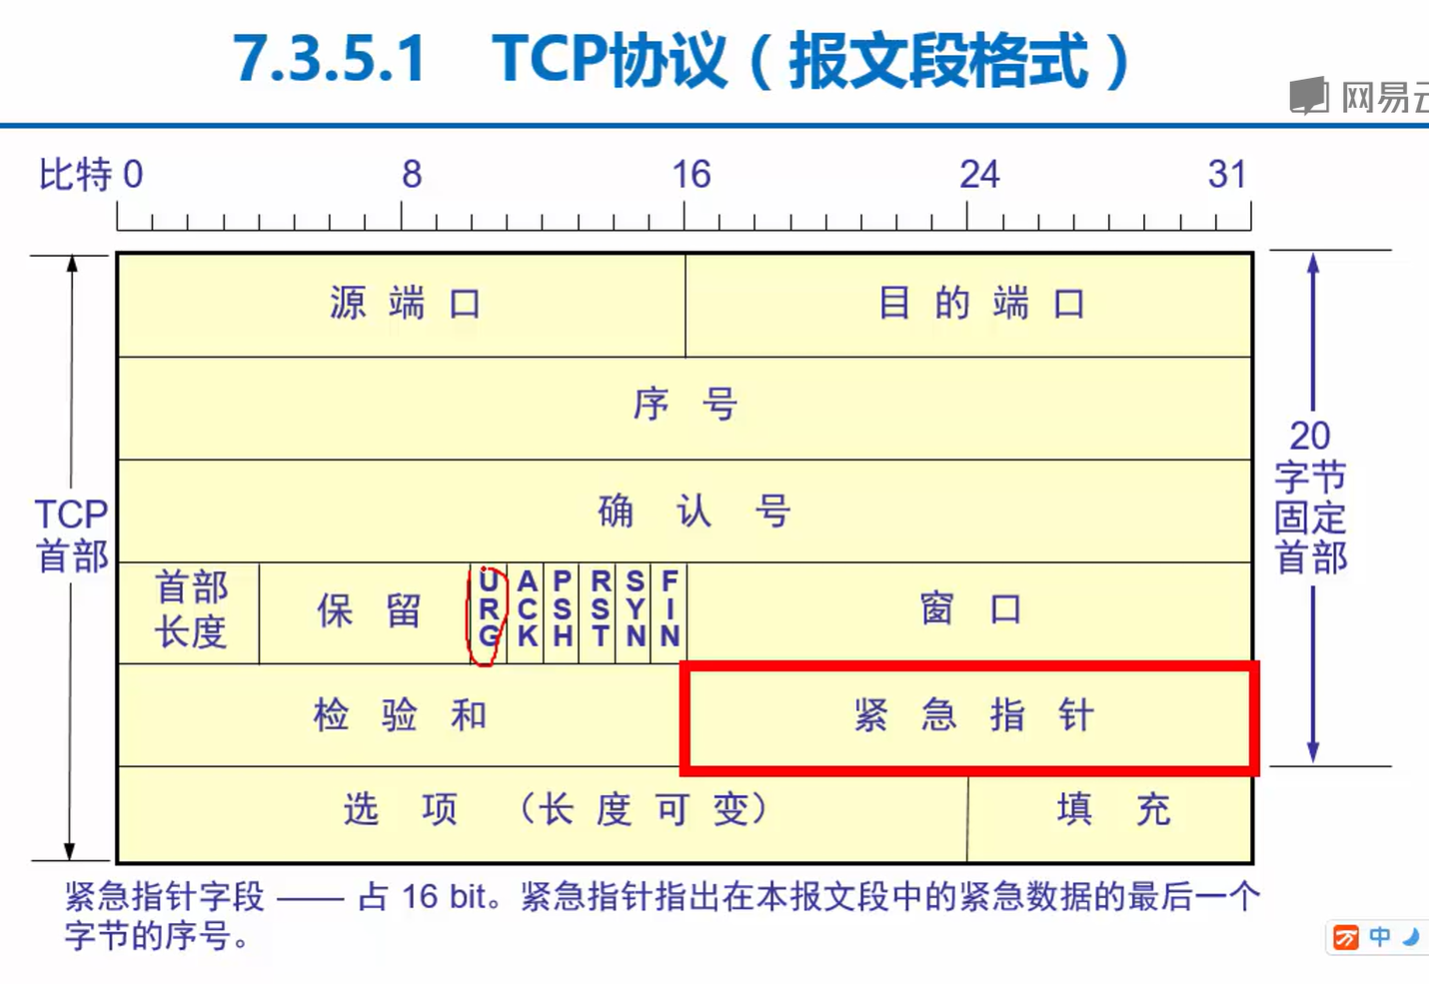 7.3.5.1 TCP协议（报文段格式）
网易云
比特 0 8 16 24 31
源端口 目的端口
序号
确认号
TCP
首部
20
字节
固定
首部
首部
长度
保留
URG ACK PSH RST SYN FIN
窗口
检验和 紧急指针
选项（长度可变） 填充
紧急指针字段 —— 占 16 bit。紧急指针指出在本报文段中的紧急数据的最后一个
字节的序号。
中